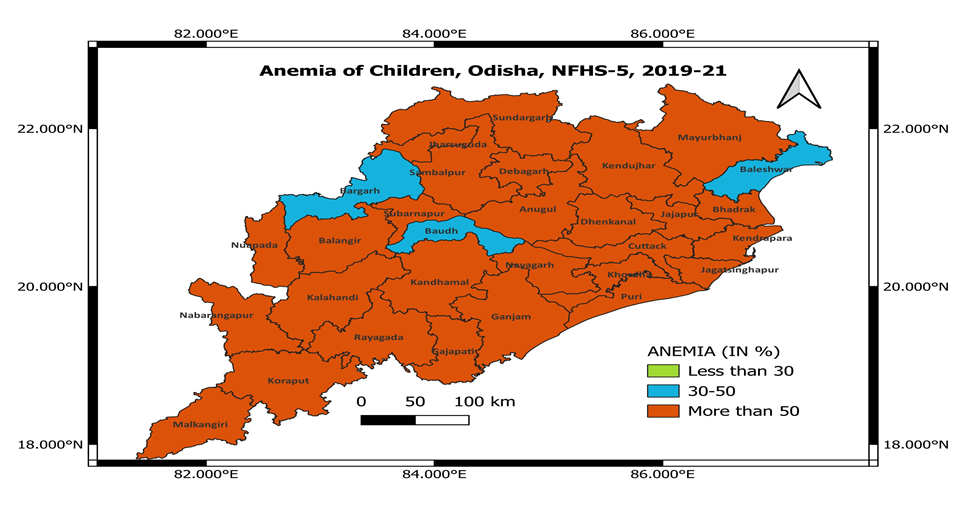 82.000°E 84.000°E 86.000°E
Anemia of Children, Odisha, NFHS-5, 2019-21
22.000°N 22.000°N
Sundargarh
Mayurbhanj
Jharsuguda
Kendujhar
Sambalpur Debagarh Baleshwar
Bargarh
Subarnapur Anugul Jajapur Bhadrak
Dhenkanal
Baudh
Nuapada Balangir Cuttack Kendrapara
Nayagarh Khordha Jagatsinghapur
20.000°N 20.000°N
Kandhamal
Kalahandi Puri
Nabarangapur Ganjam
Rayagada
Gajapati
ANEMIA (IN %)
Less than 30
Koraput
30-50
0 50 100 km
More than 50
Malkangiri
18.000°N 18.000°N
82.000°E 84.000°E 86.000°E